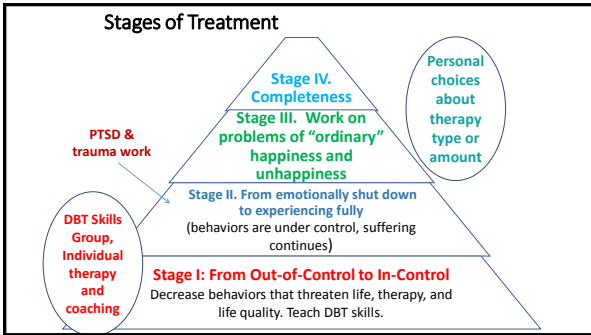 Stages of Treatment
Stage IV.
Completeness
Personal
choices
about
therapy
type or
amount
Stage III.  Work on
problems of “ordinary”
happiness and
unhappiness
PTSD &
trauma work
Stage II. From emotionally shut down
to experiencing fully
(behaviors are under control, suffering
continues)
DBT Skills
Group,
Individual
therapy
and
coaching
Stage I: From Out-of-Control to In-Control
Decrease behaviors that threaten life, therapy, and
life quality. Teach DBT skills.